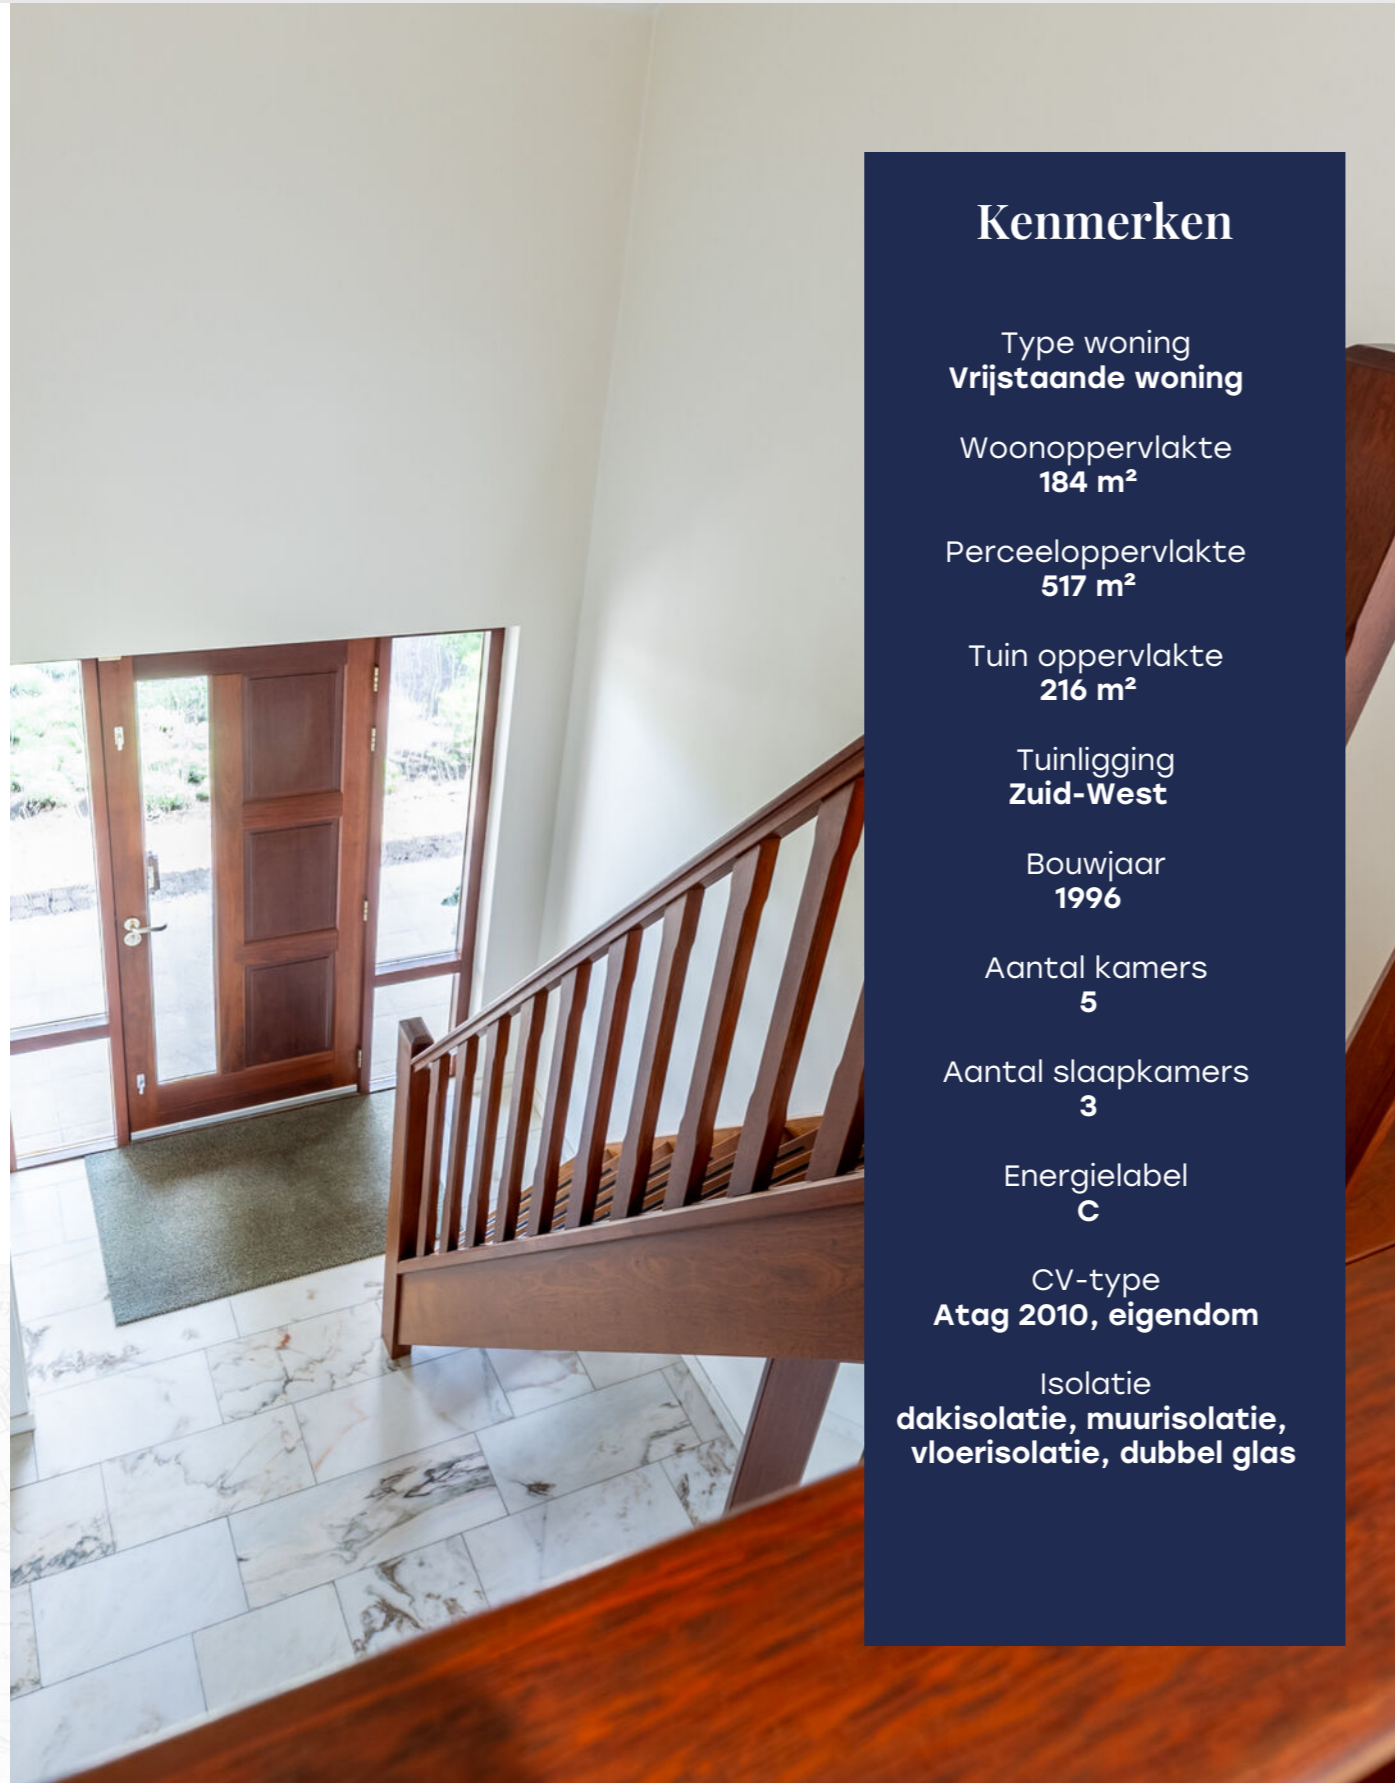 Kenmerken
Type woning
Vrijstaande woning
Woonoppervlakte
184 m²
Perceeloppervlakte
517 m²
Tuin oppervlakte
216 m²
Tuinligging
Zuid-West
Bouwjaar
1996
Aantal kamers
5
Aantal slaapkamers
3
Energielabel
C
CV-type
Atag 2010, eigendom
Isolatie
dakisolatie, muurisolatie,
vloerisolatie, dubbel glas